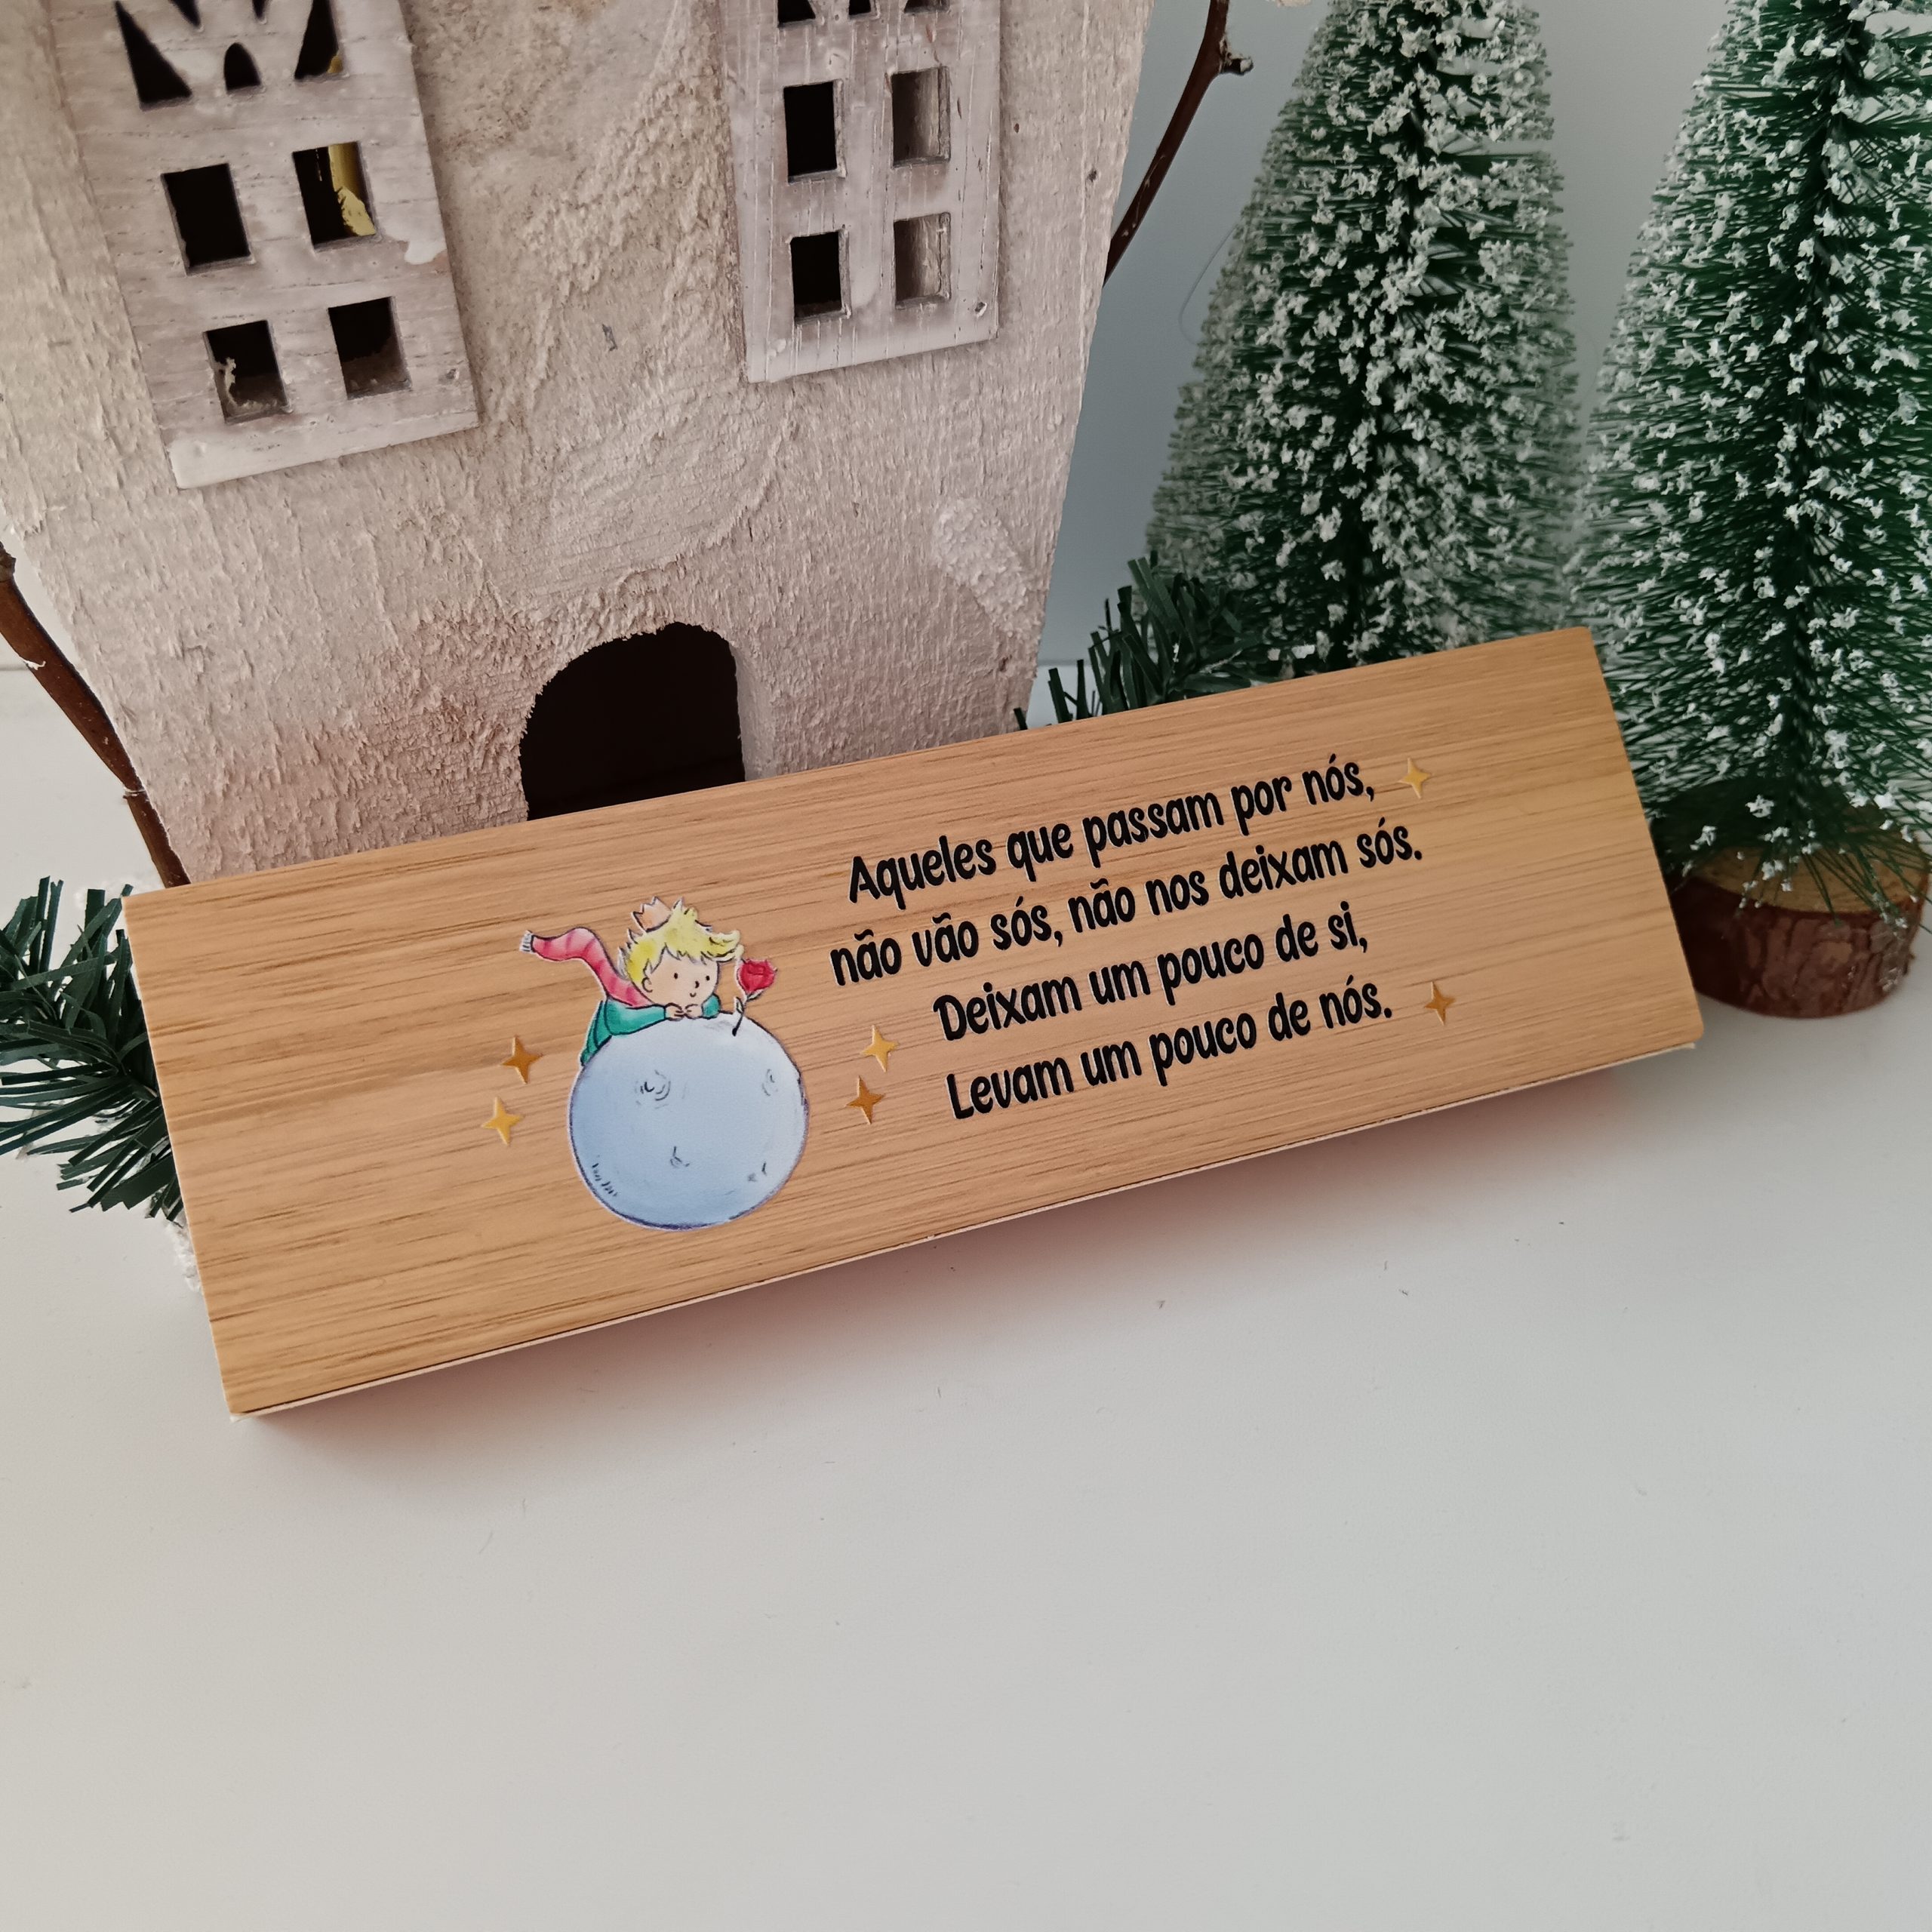 Aqueles que passam por nós,
não vão sós, não nos deixam sós.
Deixam um pouco de si,
Levam um pouco de nós.